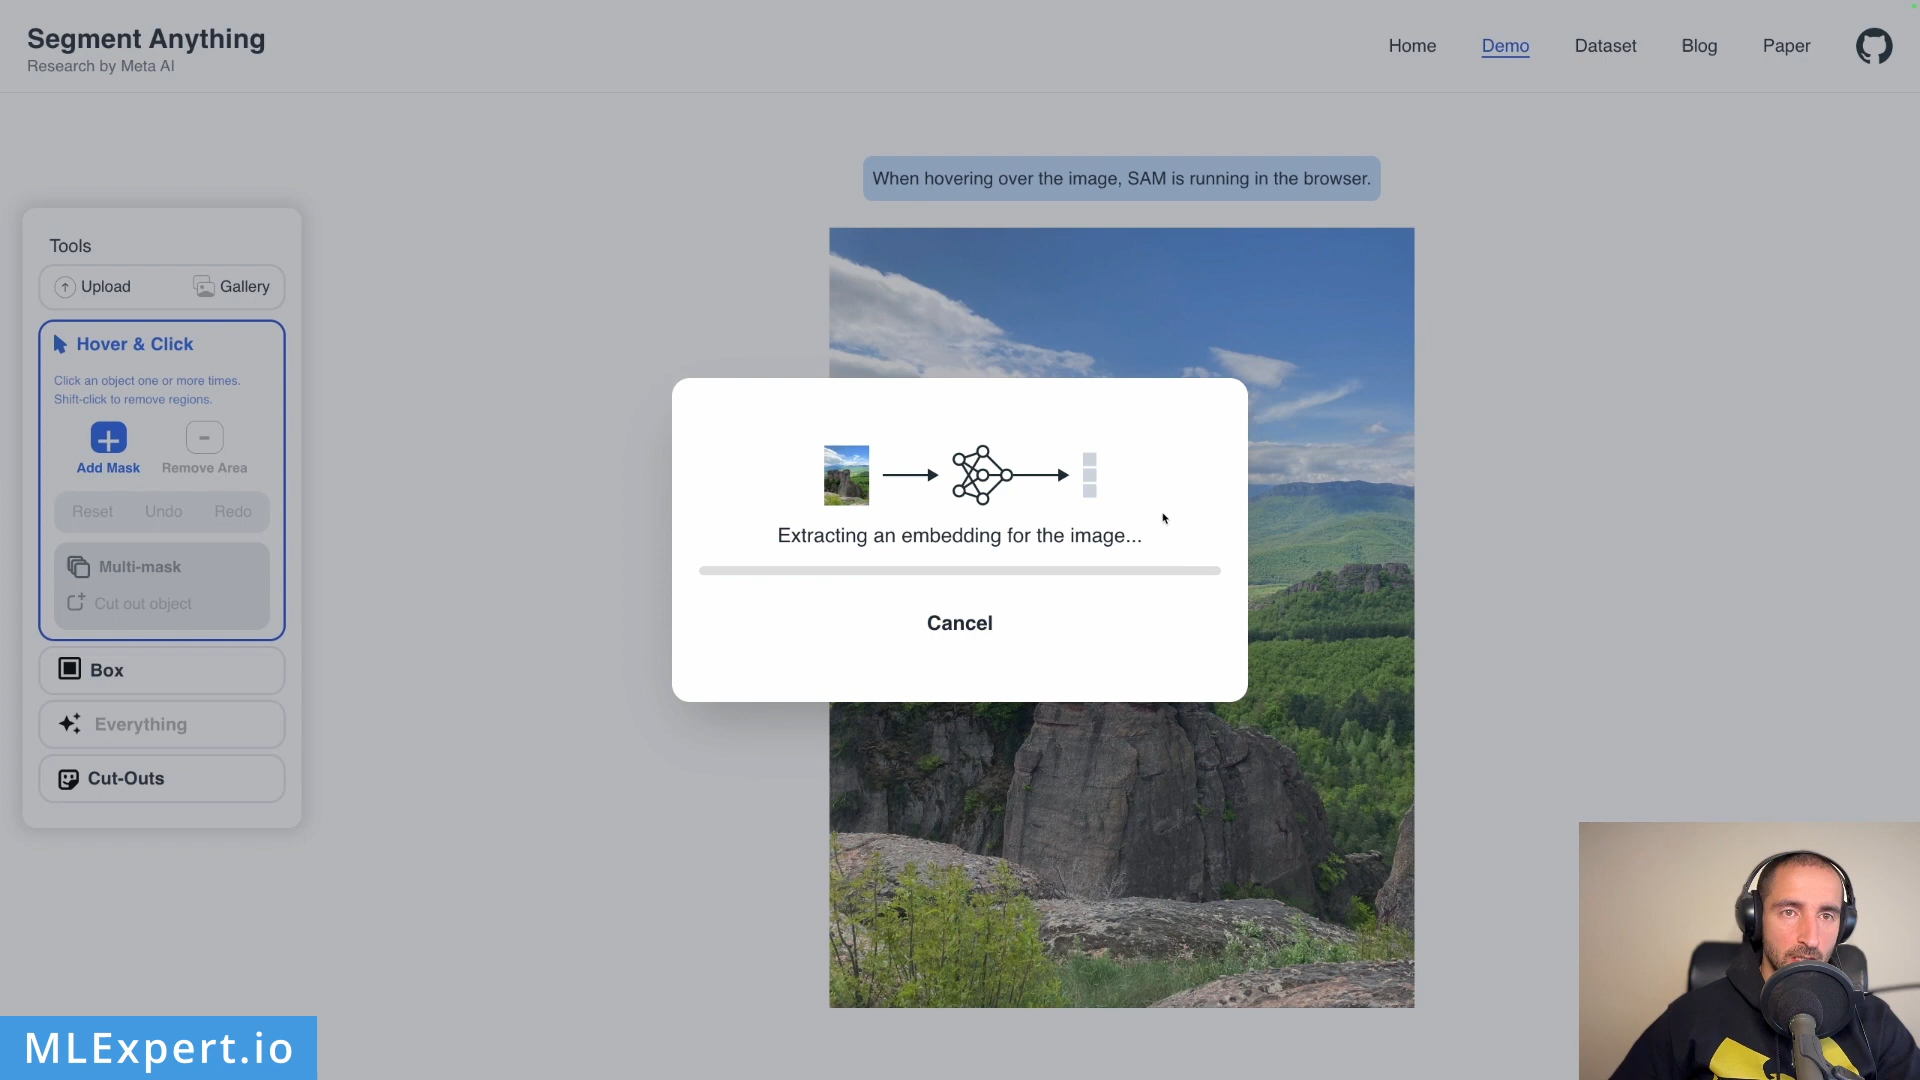 Segment Anything
Research by Meta AI
Home Demo Dataset Blog Paper
When hovering over the image, SAM is running in the browser.
Tools
Upload Gallery
Hover & Click
Click an object one or more times.
Shift-click to remove regions.
Add Mask Remove Area
Reset Undo Redo
Multi-mask
Cut out object
Box
Everything
Cut-Outs
Extracting an embedding for the image...
Cancel
MLExpert.io